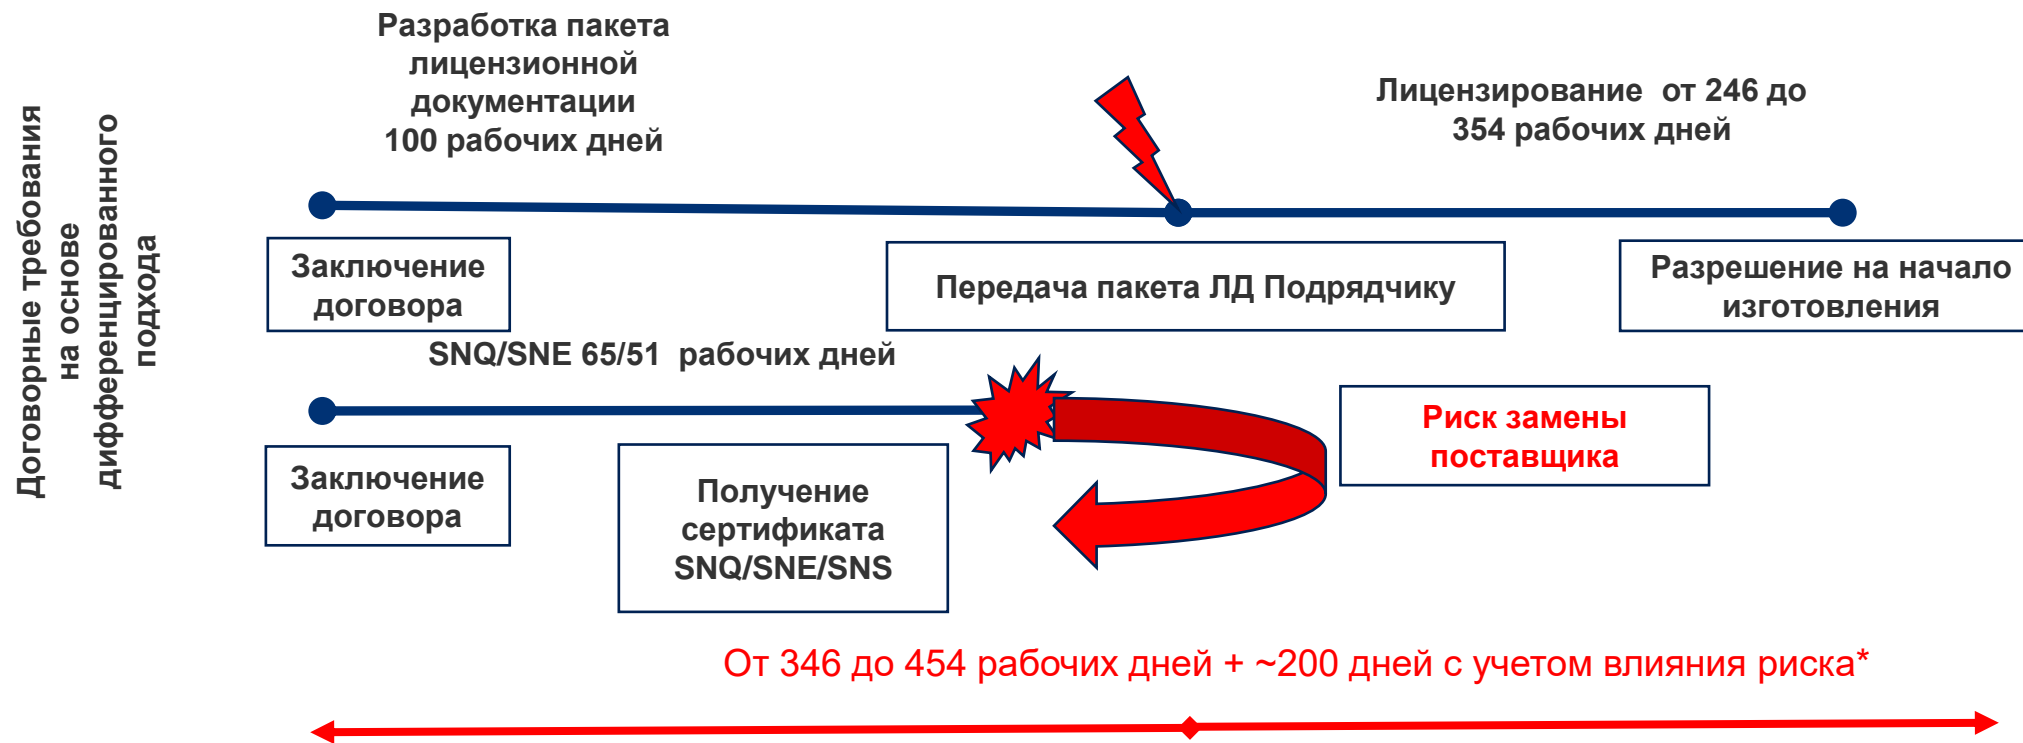 Договорные требования
на основе
дифференцированного
подхода
Разработка пакета
лицензионной
документации
100 рабочих дней
Лицензирование от 246 до
354 рабочих дней
Заключение
договора
Передача пакета ЛД Подрядчику
Разрешение на начало
изготовления
SNQ/SNE 65/51 рабочих дней
Заключение
договора
Получение
сертификата
SNQ/SNE/SNS
Риск замены
поставщика
От 346 до 454 рабочих дней + ~200 дней с учетом влияния риска*